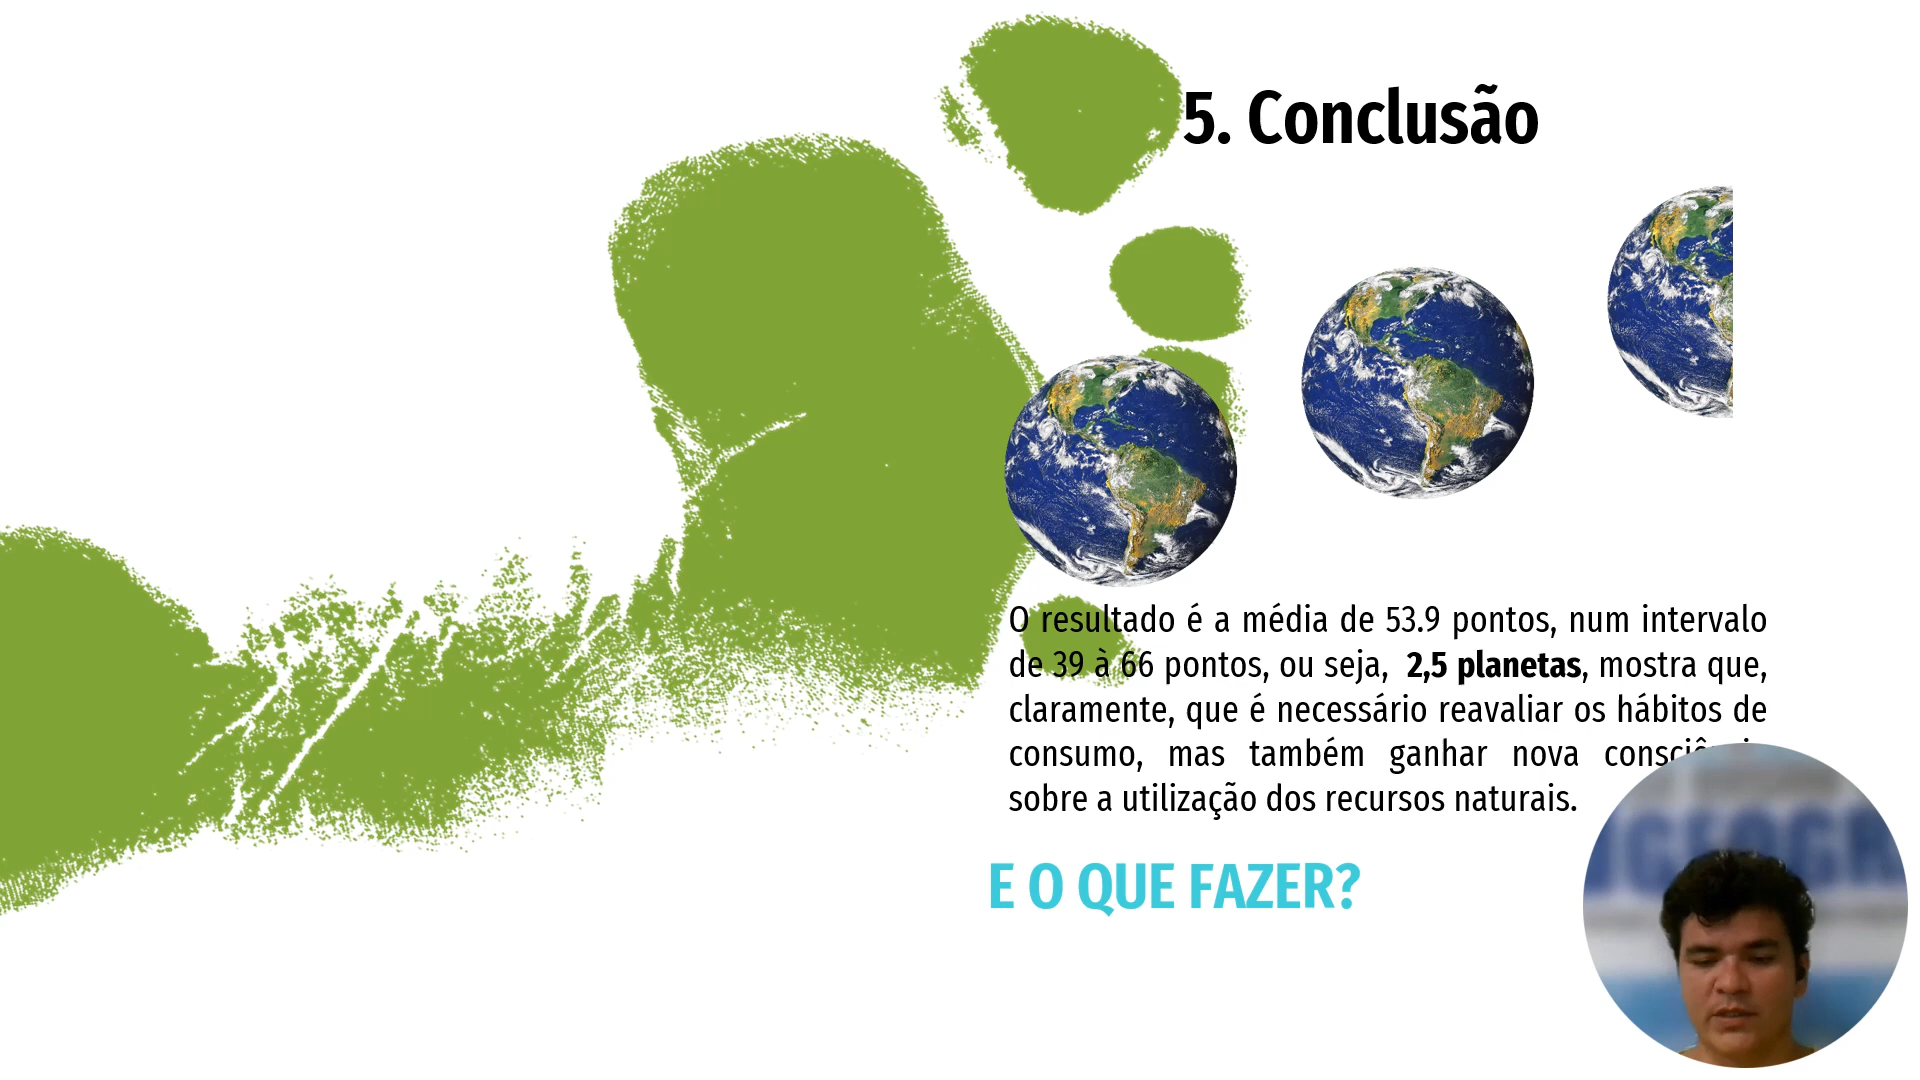 5. Conclusão
O resultado é a média de 53.9 pontos, num intervalo
de 39 à 66 pontos, ou seja, 2,5 planetas, mostra que,
claramente, que é necessário reavaliar os hábitos de
consumo, mas também ganhar nova
sobre a utilização dos recursos naturais.
E O QUE FAZER?